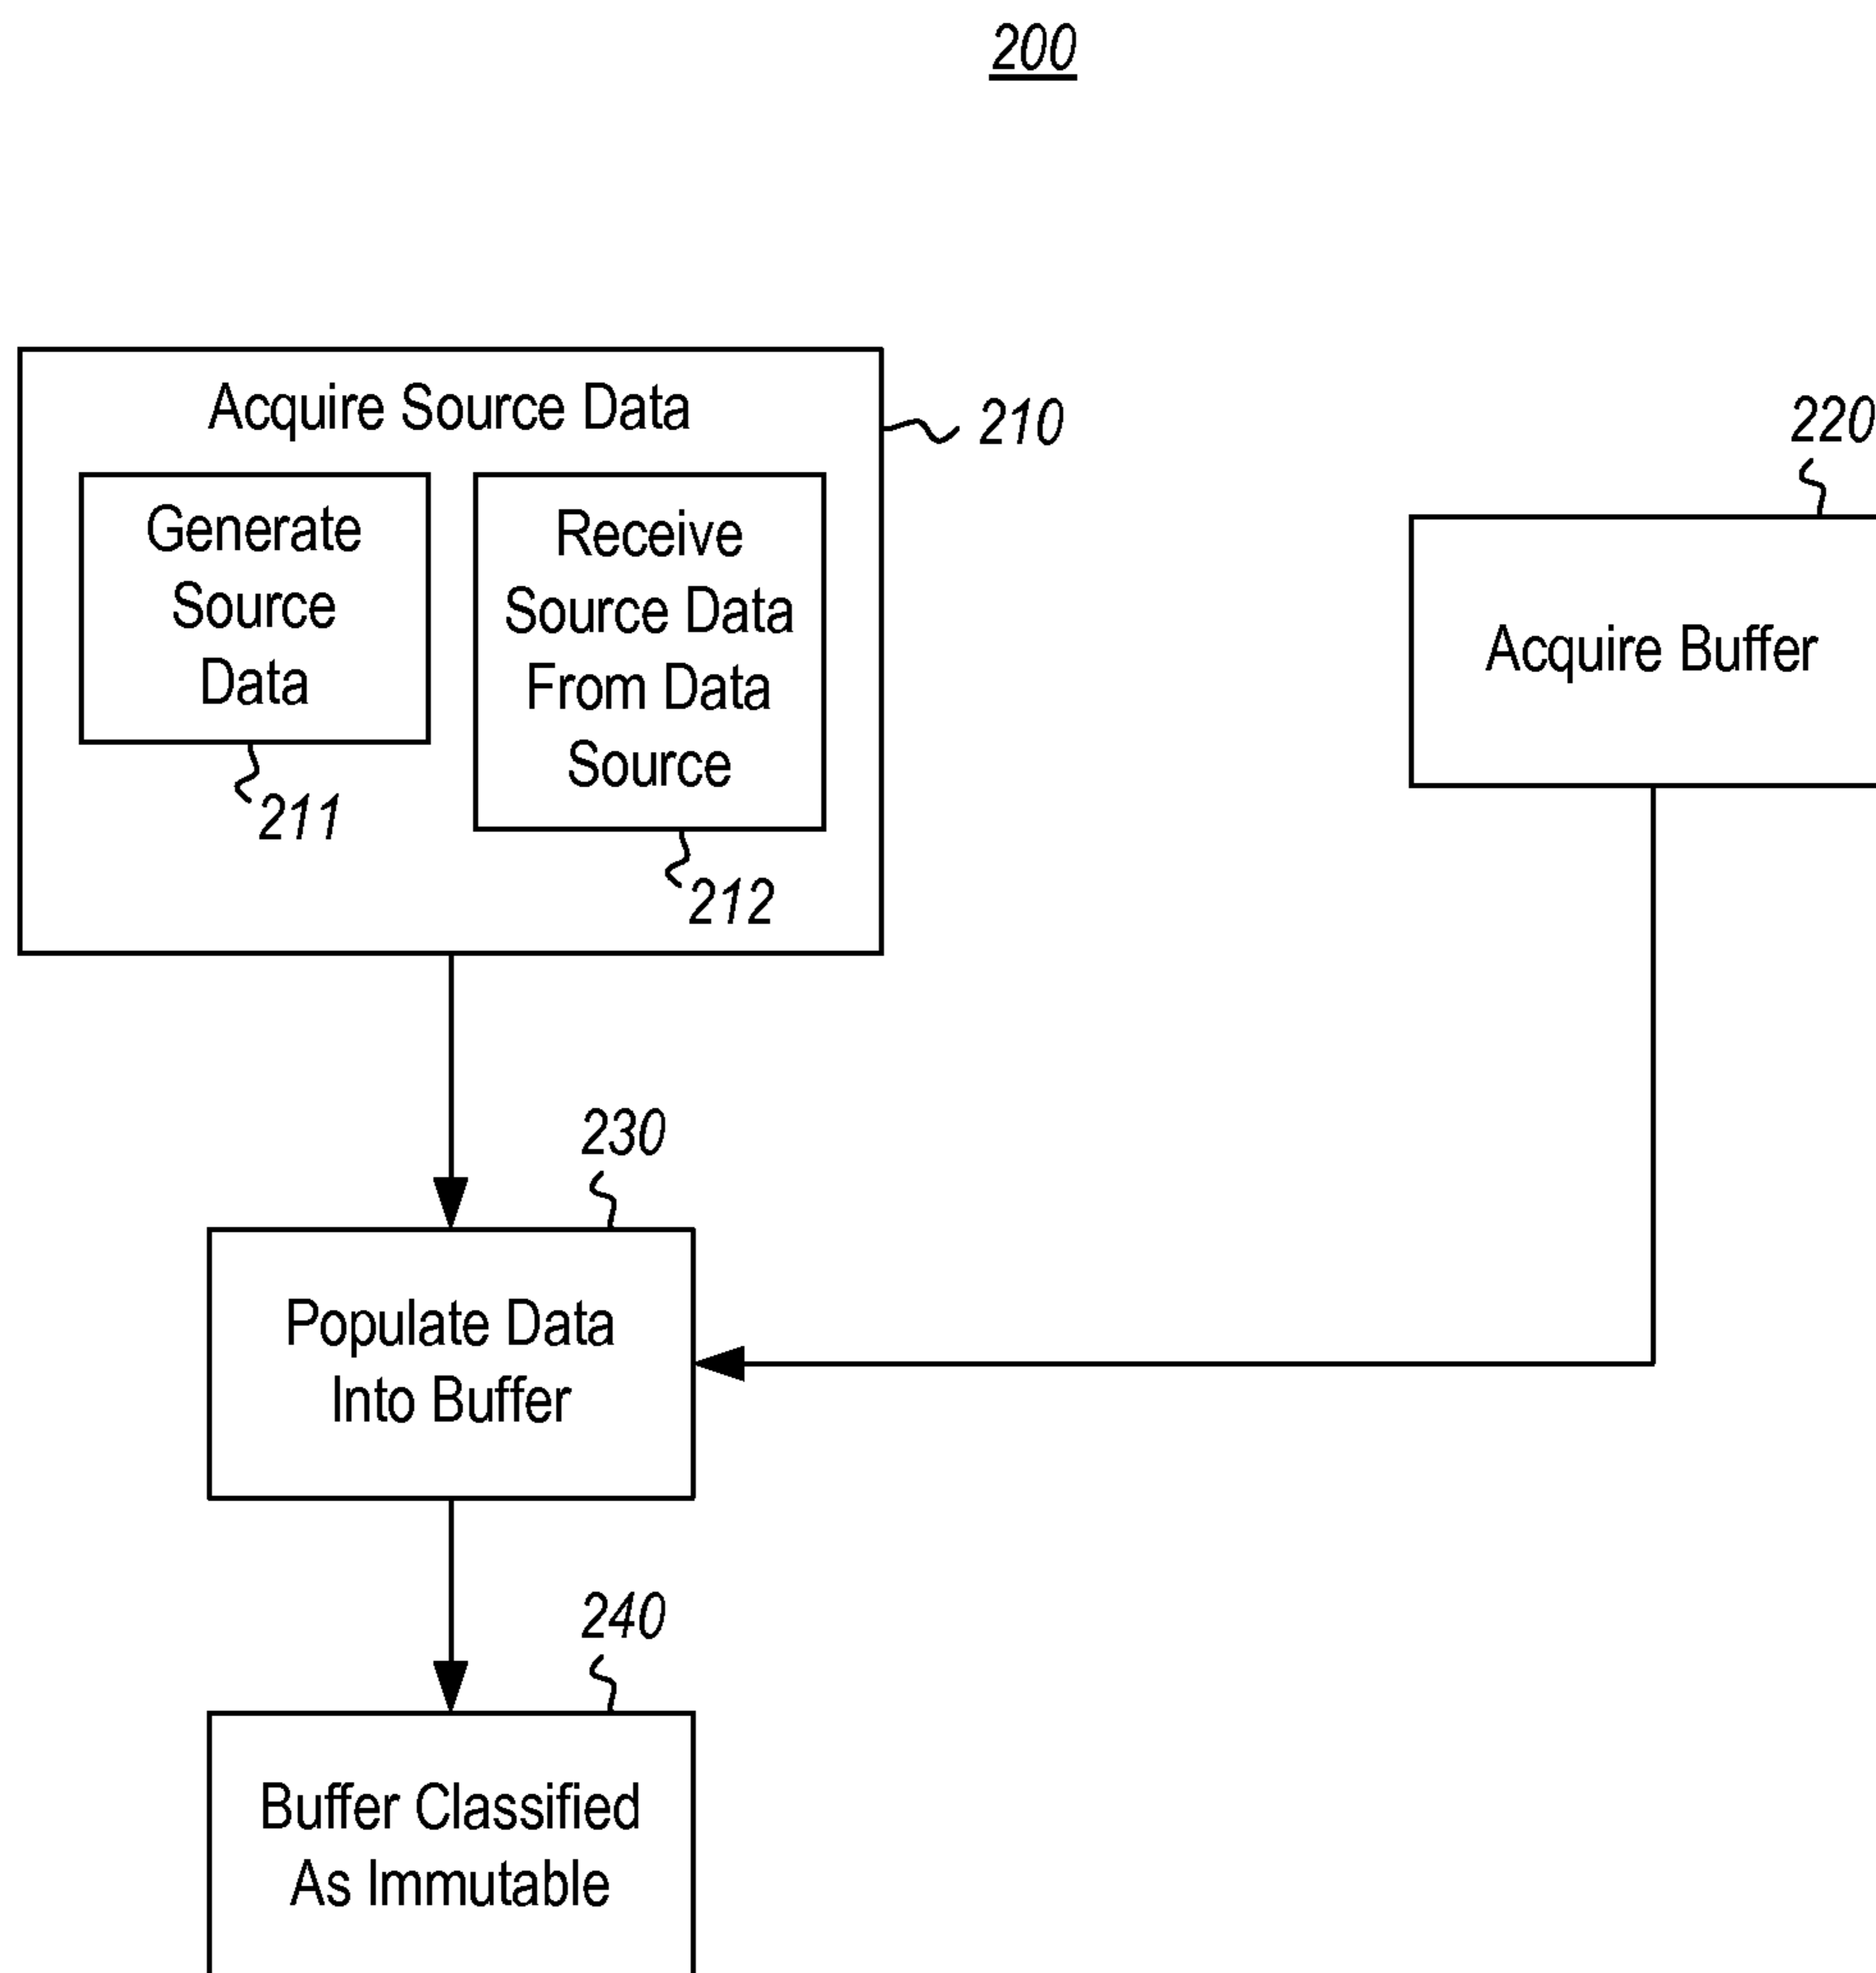 200
Acquire Source Data
210
Generate
Source
Data
211
Receive
Source Data
From Data
Source
212
220
Acquire Buffer
230
Populate Data
Into Buffer
240
Buffer Classified
As Immutable